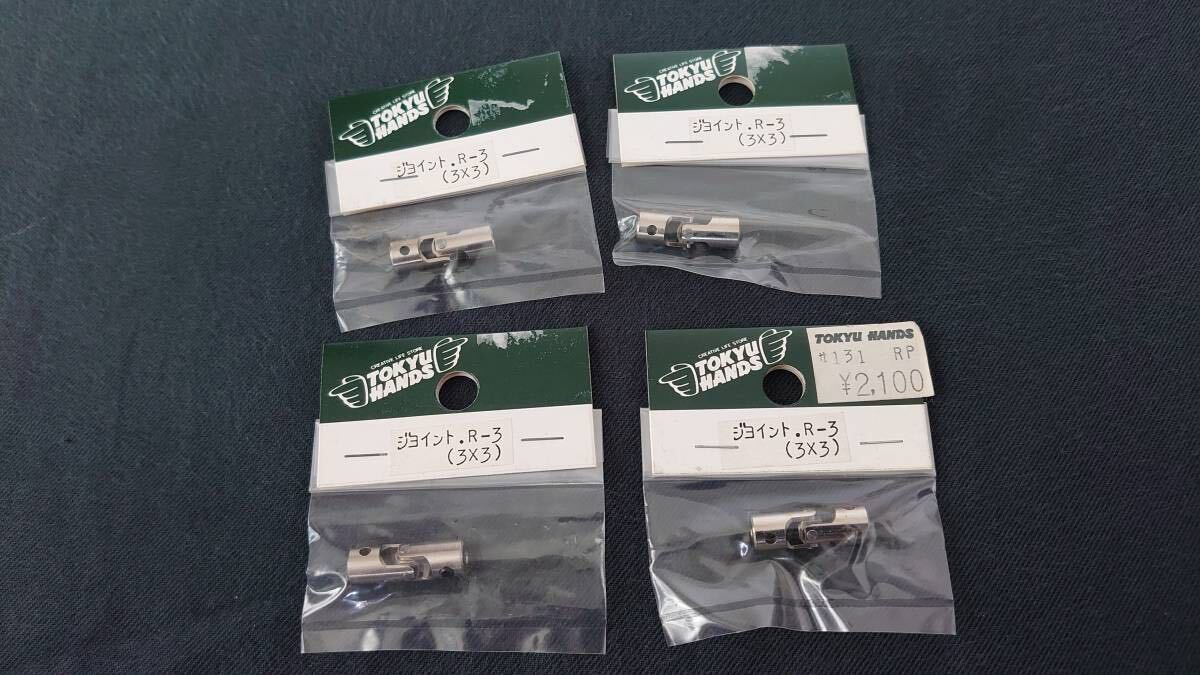 CREATIVE LIFE STORE
TOKYU
HANDS
ジョイント.R-3
(3X3)
CREATIVE LIFE STORE
TOKYU
HANDS
ジョイント.R-3
(3X3)
CREATIVE LIFE STORE
TOKYU
HANDS
ジョイント.R-3
(3X3)
CREATIVE LIFE STORE
TOKYU
HANDS
TOKYU HANDS
#131 RP
¥2,100
ジョイント.R-3
(3X3)